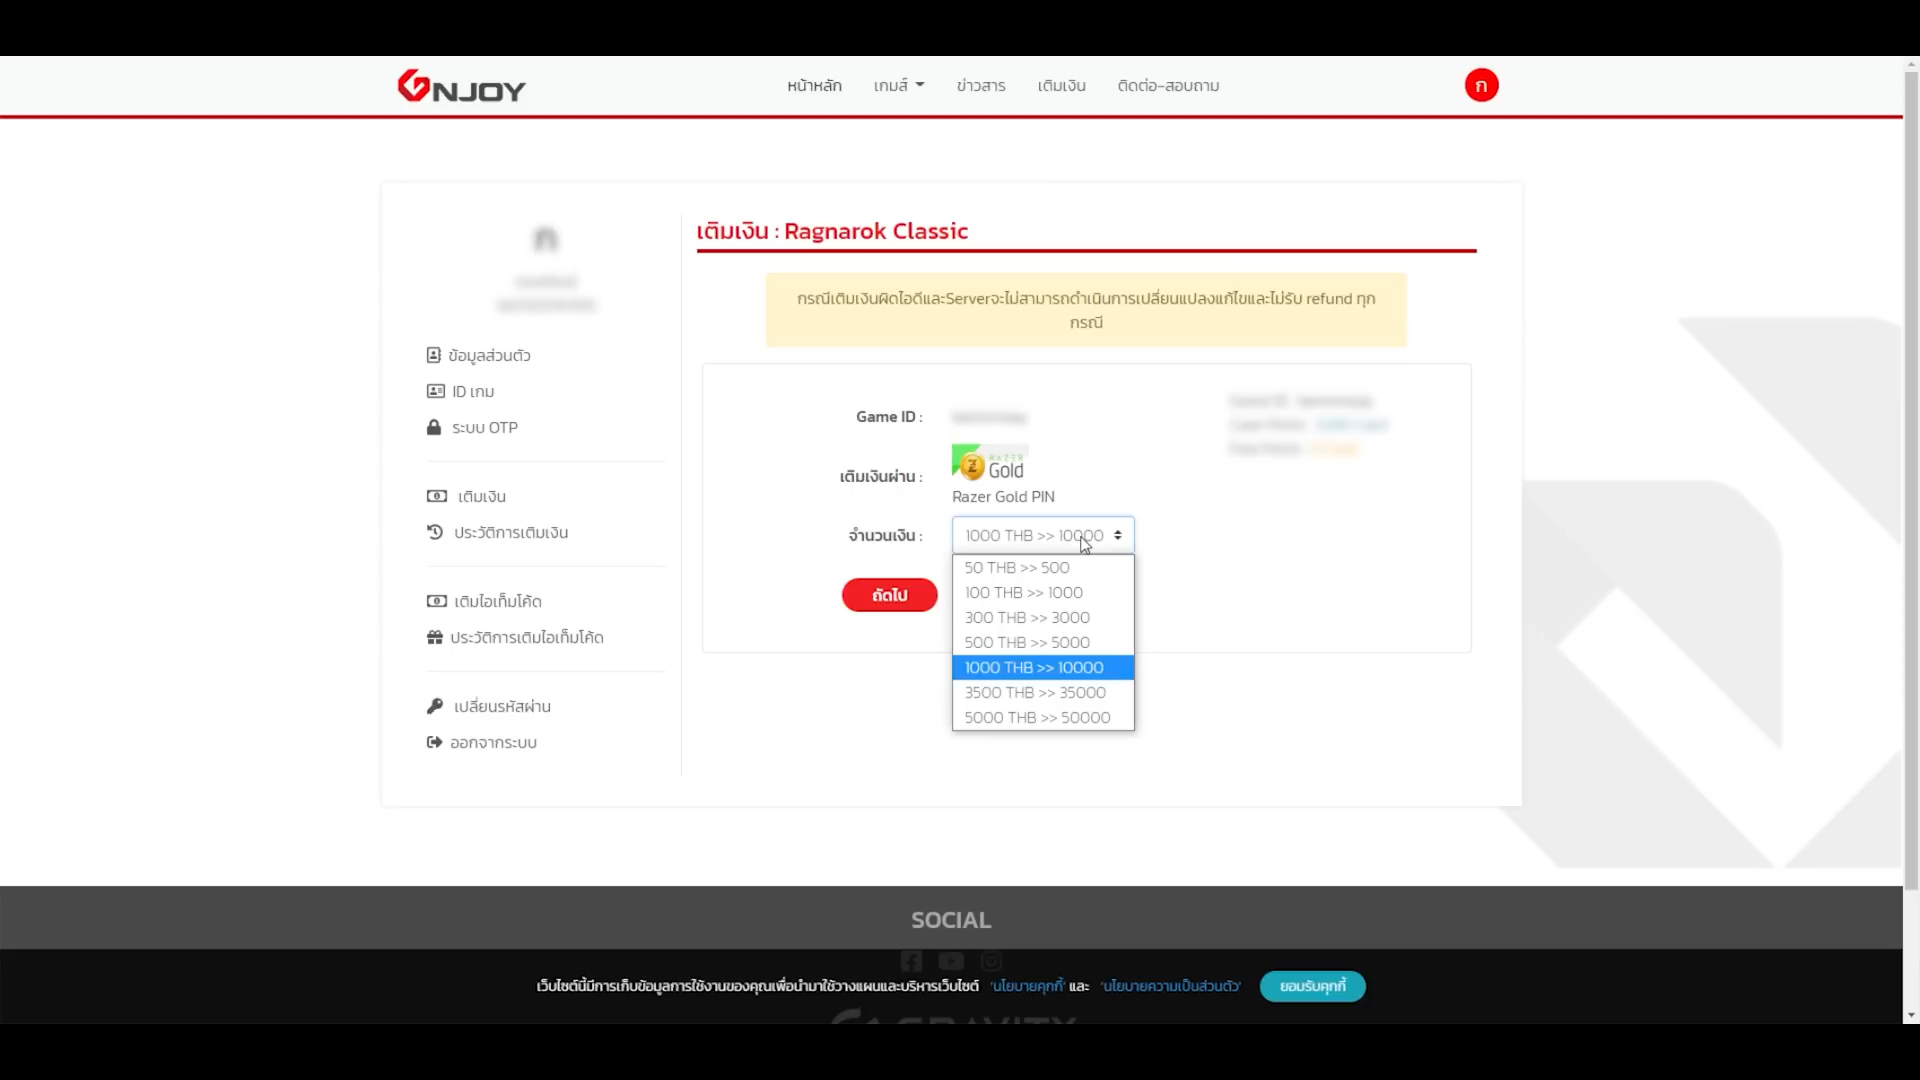 GNJOY
หน้าหลัก
เกมส์
ข่าวสาร
เติมเงิน
ติดต่อ-สอบถาม
ก
ก
ข้อมูลส่วนตัว
ID เกม
ระบบ OTP
เติมเงิน
ประวัติการเติมเงิน
เติมไอเท็มโค้ด
ประวัติการเติมไอเท็มโค้ด
เปลี่ยนรหัสผ่าน
ออกจากระบบ
เติมเงิน : Ragnarok Classic
กรณีเติมเงินผิดไอดีและServerจะไม่สามารถดำเนินการเปลี่ยนแปลงแก้ไขและไม่รับ refund ทุก
กรณี
Game ID :
เติมเงินผ่าน :
RAZER
Gold
Razer Gold PIN
จำนวนเงิน :
1000 THB >> 10000
50 THB >> 500
100 THB >> 1000
300 THB >> 3000
500 THB >> 5000
1000 THB >> 10000
3500 THB >> 35000
5000 THB >> 50000
ถัดไป
SOCIAL
เว็บไซต์นี้มีการเก็บข้อมูลการใช้งานของคุณเพื่อนำมาใช้วางแผนและบริหารเว็บไซต์ 'นโยบายคุกกี้' และ 'นโยบายความเป็นส่วนตัว'
ยอมรับคุกกี้
GRAVITY